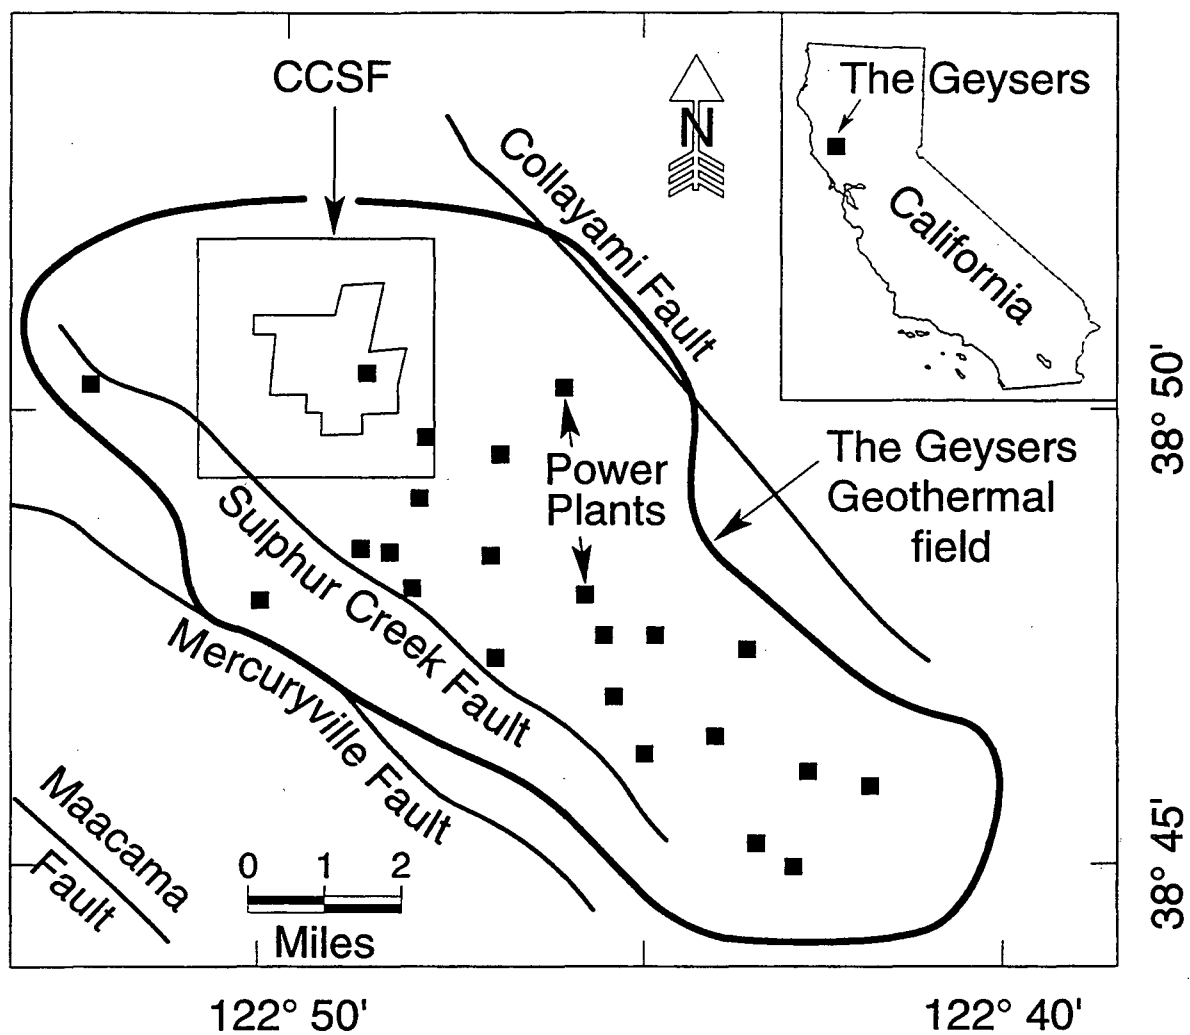 CCSF
N
The Geysers
California
Collayami Fault
38° 50'
The Geysers
Geothermal
field
Power
Plants
Sulphur Creek Fault
Mercuryville Fault
Maacama
Fault
0 1 2
Miles
38° 45'
122° 50'
122° 40'